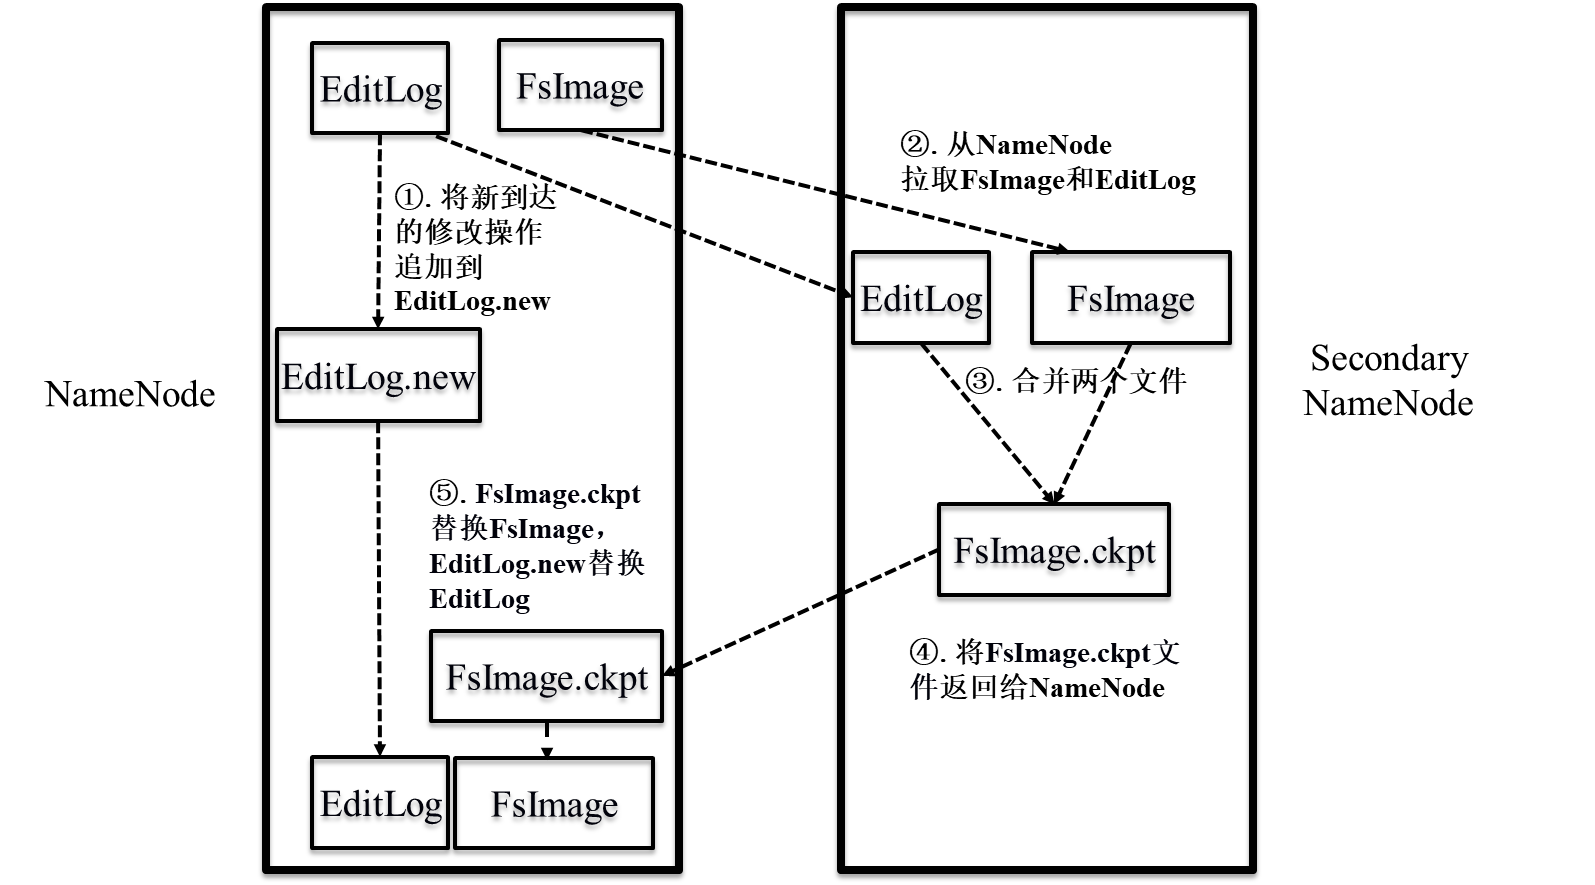 EditLog
FsImage
①. 将新到达
的修改操作
追加到
EditLog.new
②. 从NameNode
拉取FsImage和EditLog
EditLog
FsImage
NameNode
EditLog.new
③. 合并两个文件
Secondary
NameNode
⑤. FsImage.ckpt
替换FsImage，
EditLog.new替换
EditLog
FsImage.ckpt
④. 将FsImage.ckpt文
件返回给NameNode
FsImage.ckpt
EditLog
FsImage